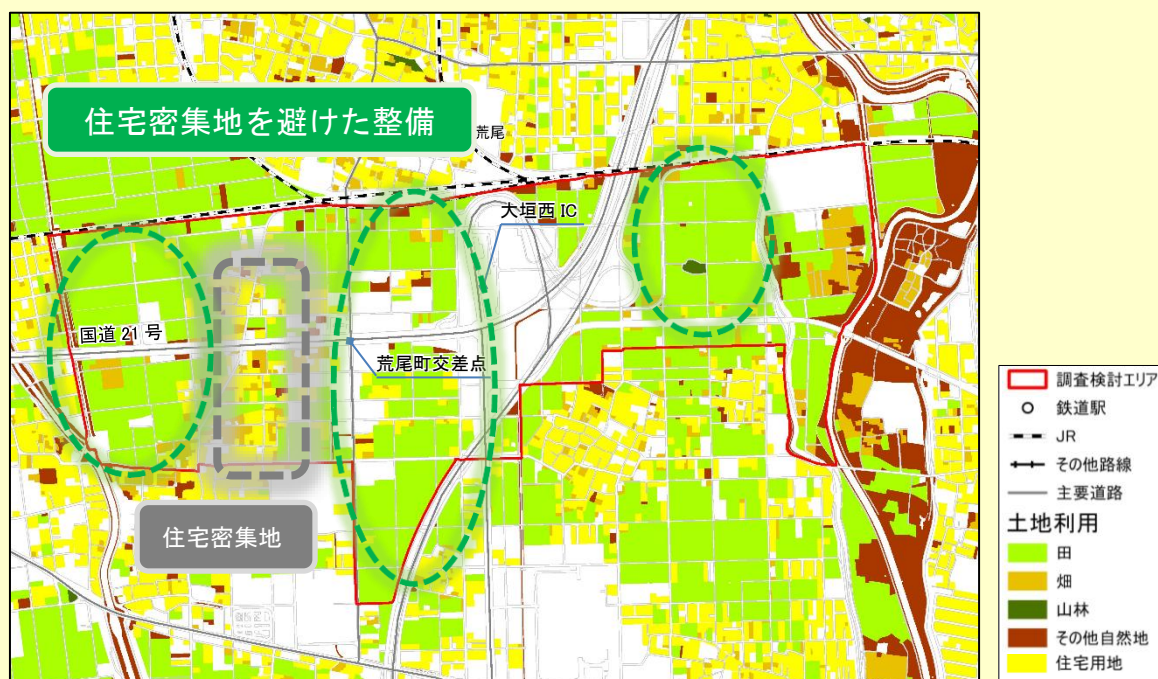 住宅密集地を避けた整備
荒尾
大垣西 IC
国道 21 号
荒尾町交差点
住宅密集地
調査検討エリア
鉄道駅
JR
その他路線
主要道路
土地利用
田
畑
山林
その他自然地
住宅用地